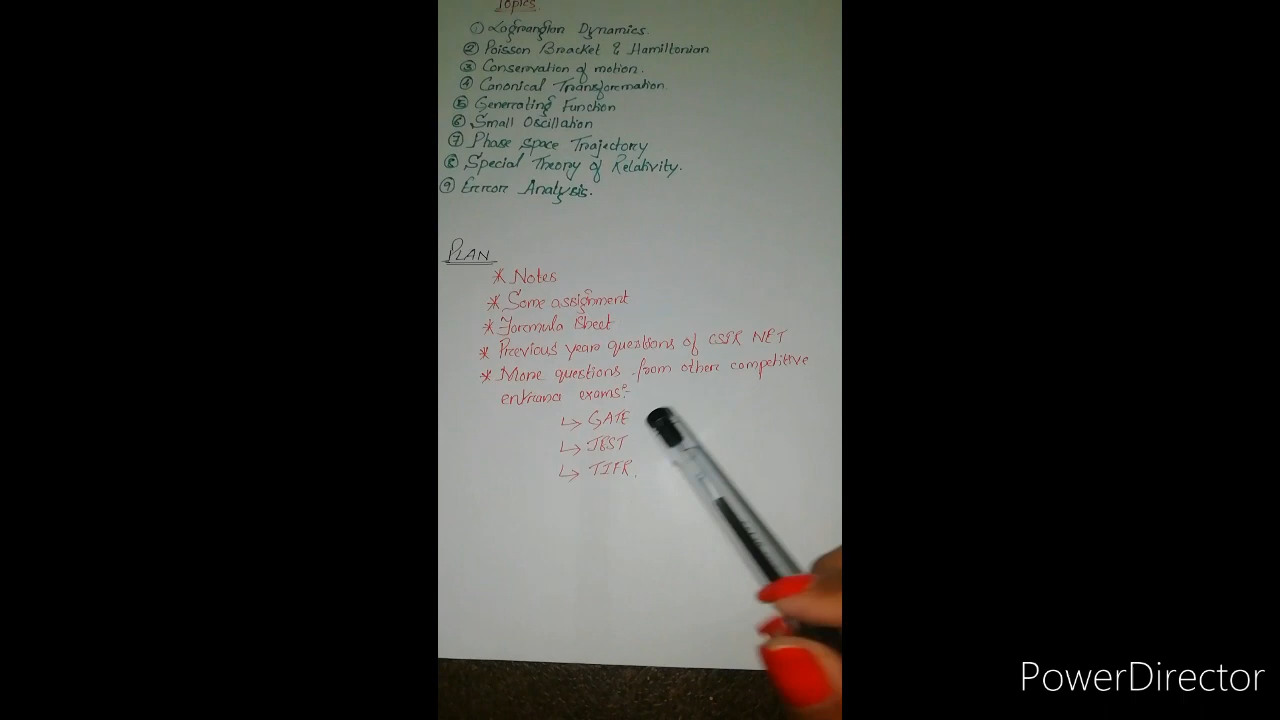 Topics.
① Lagrangian Dynamics.
② Poisson Bracket & Hamiltonian
③ Conservation of motion.
④ Canonical Transformation.
⑤ Generating Function
⑥ Small Oscillation
⑦ Phase space Trajectory
⑧ Special Theory of Relativity.
⑨ Error Analysis.
PLAN
* Notes
* Some assignment
* Formula Sheet
* Previous year questions of CSIR NET
* More questions from other competitive
entrance exams:-
↳ GATE
↳ JEST
↳ TIFR.
PowerDirector